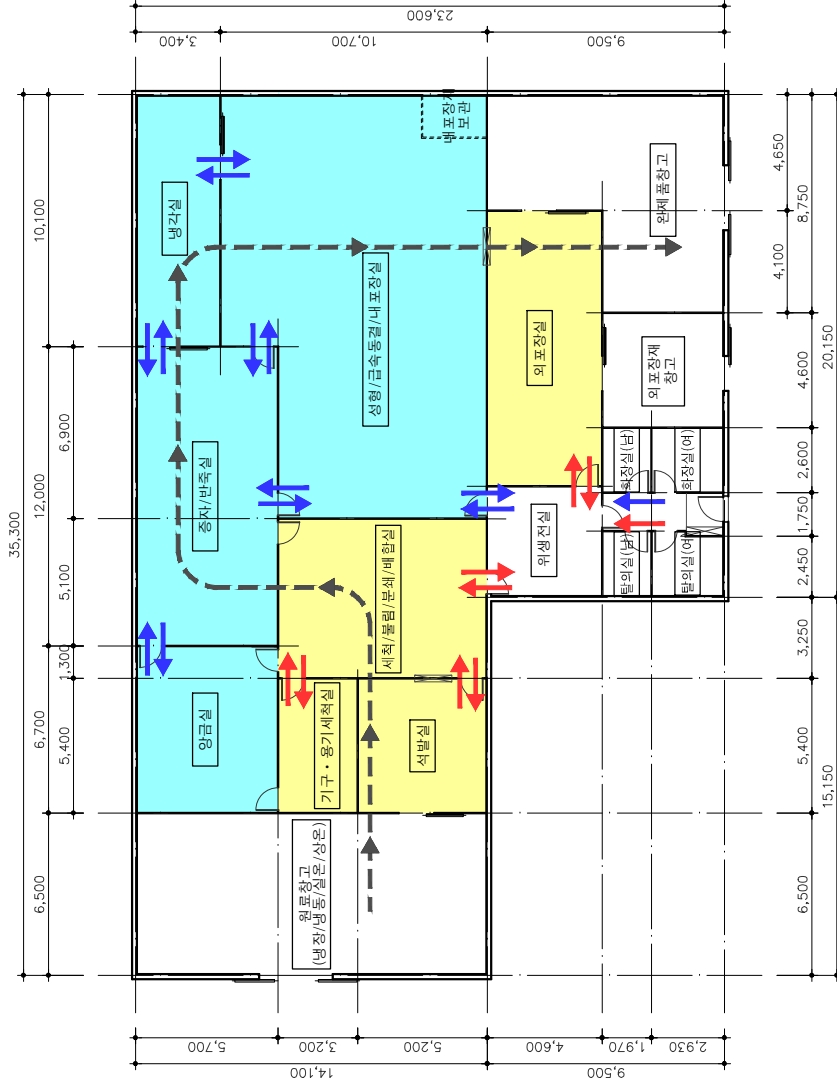 23,600
3,400
10,700
9,500
35,300
10,100
12,000
6,700
6,500
6,900
5,100
1,300
5,400
냉각실
내포장재
보관
완제품창고
증자/반죽실
성형/급속동결/내포장실
외포장실
외포장재
창고
화장실(남)
화장실(여)
위생전실
탈의실(남)
탈의실(여)
세척/불림/분쇄/배합실
앙금실
기구·용기세척실
석발실
원료창고
(냉장/냉동/실온/상온)
4,650
4,100
4,600
2,600
1,750
2,450
3,250
5,400
6,500
8,750
20,150
15,150
5,700
3,200
5,200
4,600
1,970
2,930
14,100
9,500